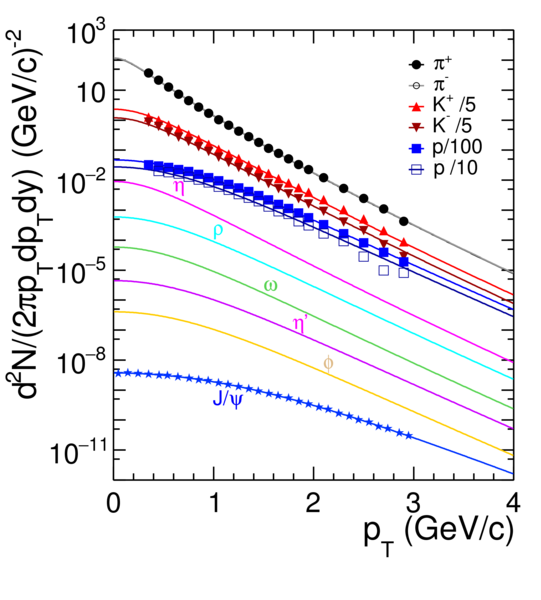 10³
10
10⁻²
10⁻⁵
10⁻⁸
10⁻¹¹
d²N/(2πp_Tdp_Tdy) (GeV/c)⁻²
π⁺
π⁻
K⁺ /5
K⁻ /5
p/100
p /10
η
ρ
ω
η'
ϕ
J/ψ
0 1 2 3 4
p_T (GeV/c)